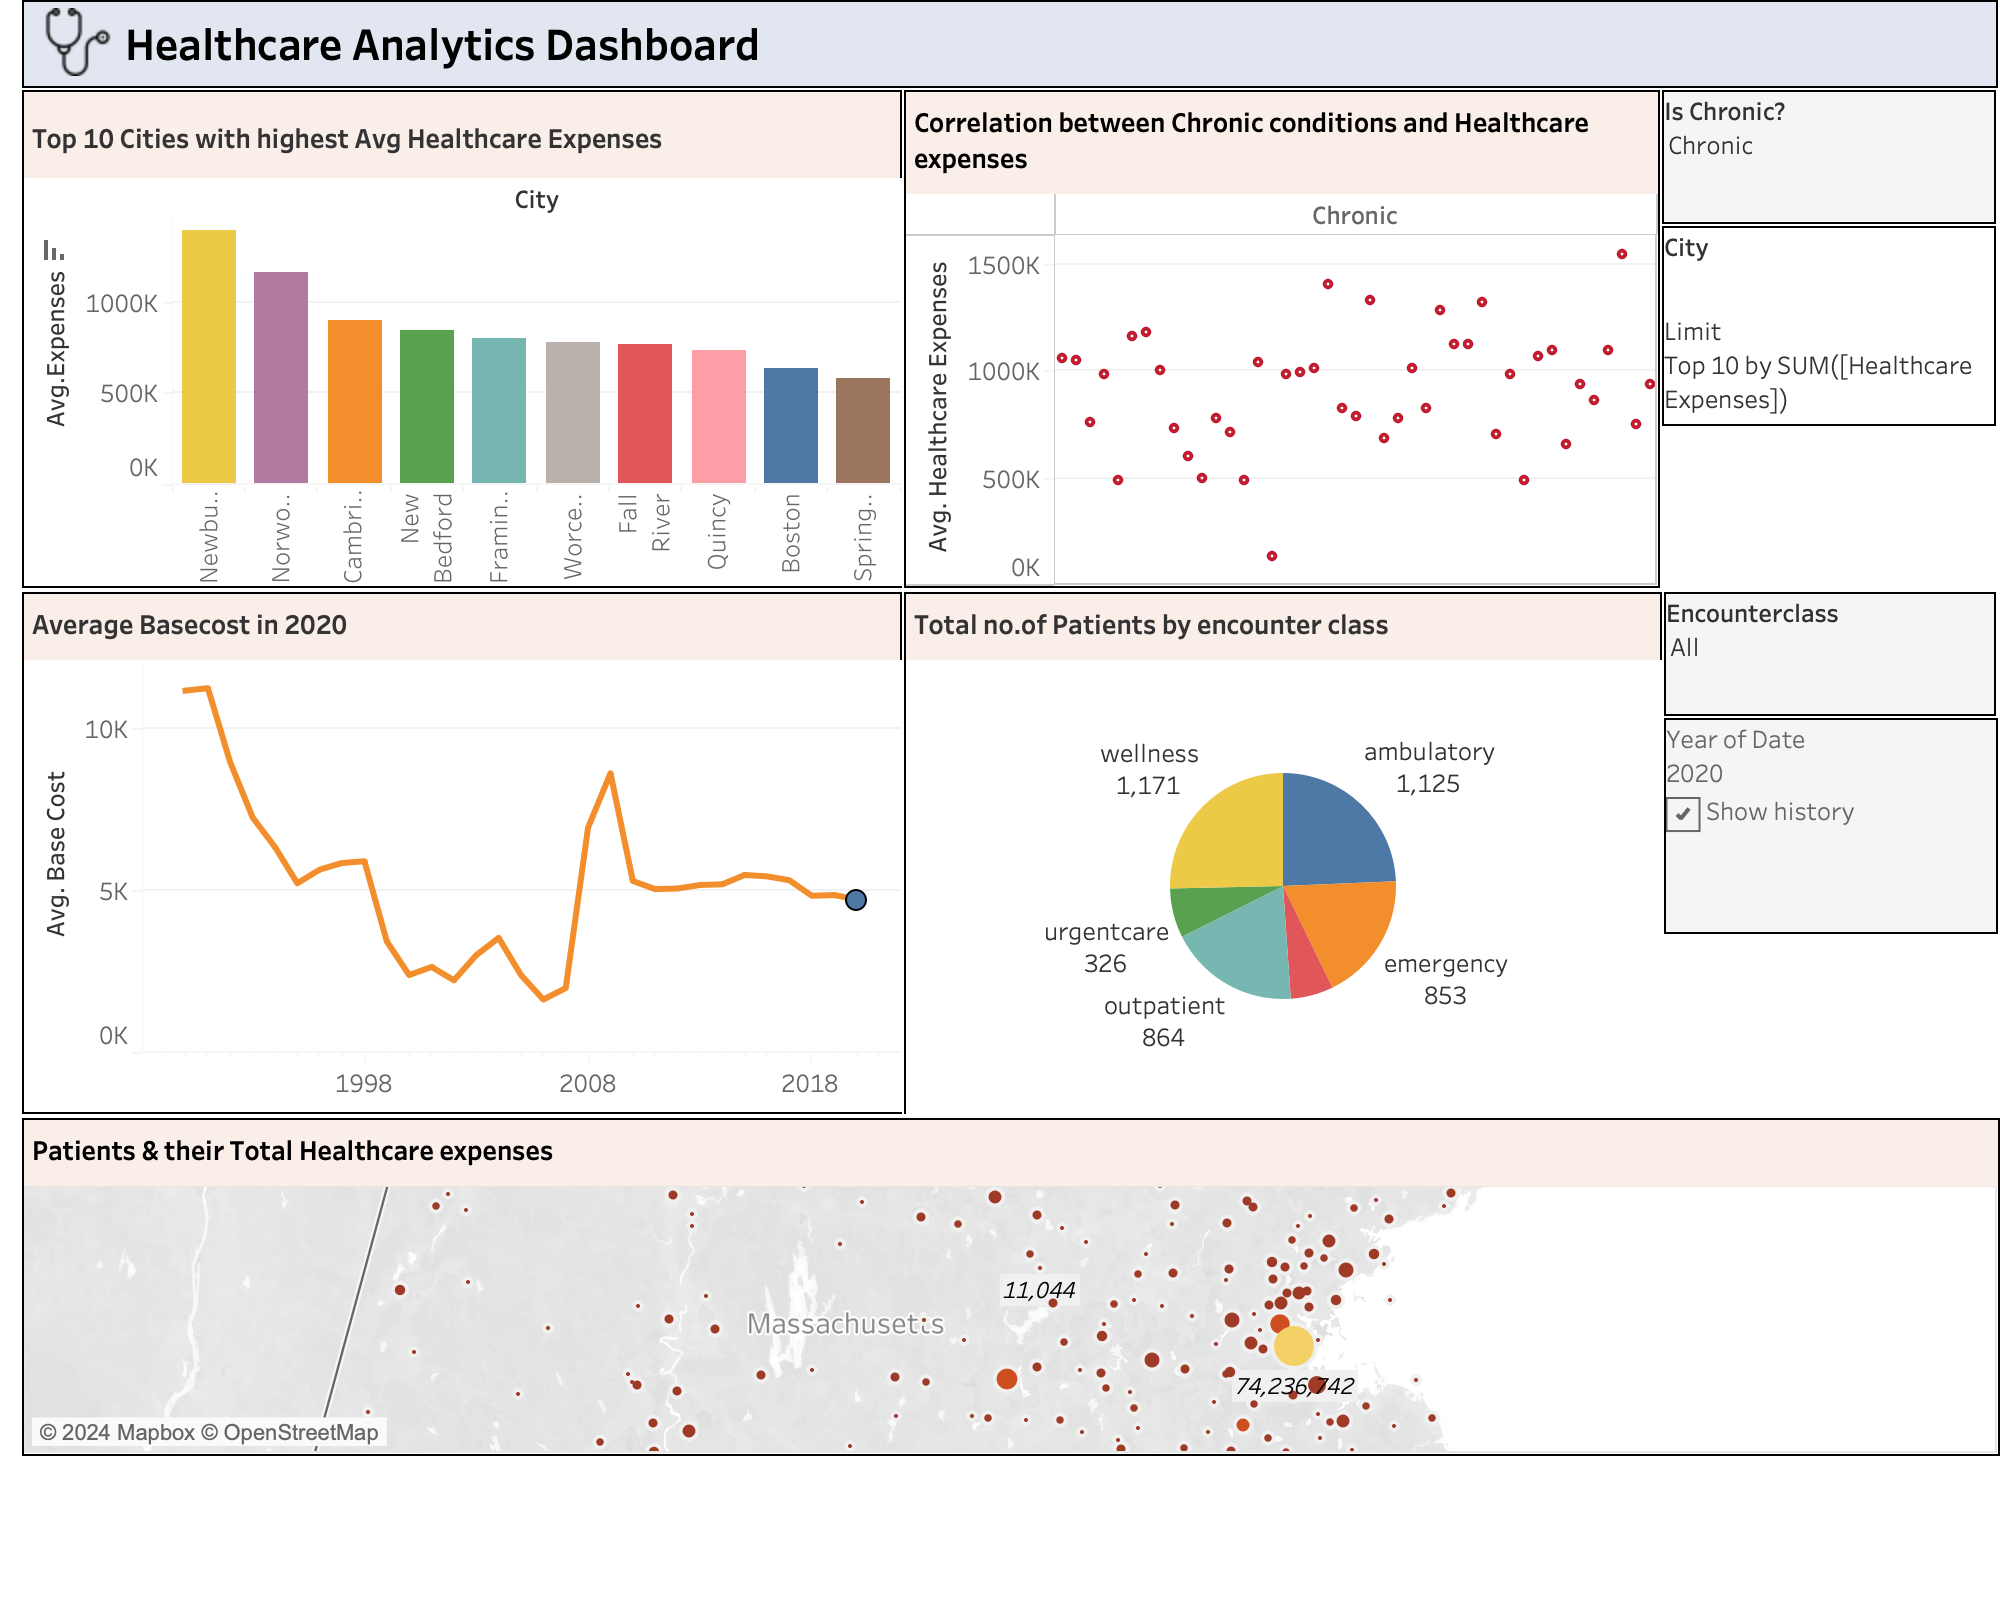 Healthcare Analytics Dashboard
Top 10 Cities with highest Avg Healthcare Expenses
City
Avg.Expenses
1000K
500K
0K
Newbu..
Norwo..
Cambri..
New
Bedford
Framin..
Worce..
Fall
River
Quincy
Boston
Spring..
Correlation between Chronic conditions and Healthcare
expenses
Chronic
Avg. Healthcare Expenses
1500K
1000K
500K
0K
Is Chronic?
Chronic
City
Limit
Top 10 by SUM([Healthcare
Expenses])
Average Basecost in 2020
Avg. Base Cost
10K
5K
0K
1998
2008
2018
Total no.of Patients by encounter class
wellness
1,171
ambulatory
1,125
urgentcare
326
emergency
853
outpatient
864
Encounterclass
All
Year of Date
2020
Show history
Patients & their Total Healthcare expenses
11,044
Massachusetts
74,236,742
© 2024 Mapbox © OpenStreetMap